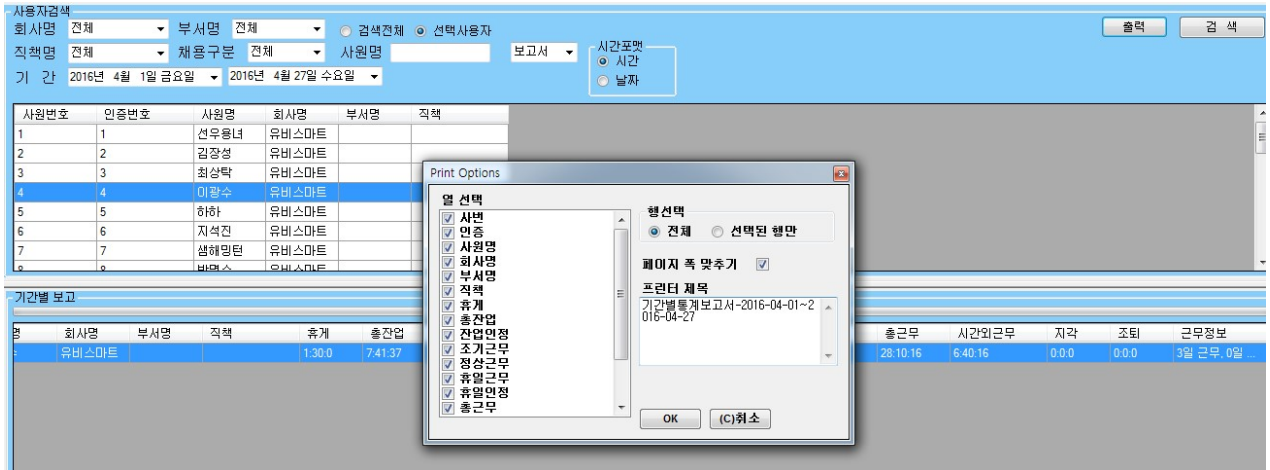 사용자검색
회사명 전체 부서명 전체 검색전체 선택사용자 출력 검 색
직책명 전체 채용구분 전체 사원명 보고서 시간포맷
시간
날짜
기 간 2016년 4월 1일 금요일 2016년 4월 27일 수요일
사원번호 인증번호 사원명 회사명 부서명 직책
1 1 선우용녀 유비스마트
2 2 김장성 유비스마트
3 3 최상탁 유비스마트
4 4 이광수 유비스마트
5 5 하하 유비스마트
6 6 지석진 유비스마트
7 7 샘해밍턴 유비스마트
8 8 박명수 유비스마트
Print Options
열 선택
사번
인증
사원명
회사명
부서명
직책
휴게
총잔업
잔업인정
조기근무
정상근무
휴일근무
휴일인정
총근무
행선택
전체 선택된 행만
페이지 폭 맞추기
프린터 제목
기간별통계보고서-2016-04-01~2
016-04-27
OK (C)취소
기간별 보고
회사명 부서명 직책 휴게 총잔업 총근무 시간외근무 지각 조퇴 근무정보
유비스마트 1:30:0 7:41:37 28:10:16 6:40:16 0:0:0 0:0:0 3일 근무, 0일 ...